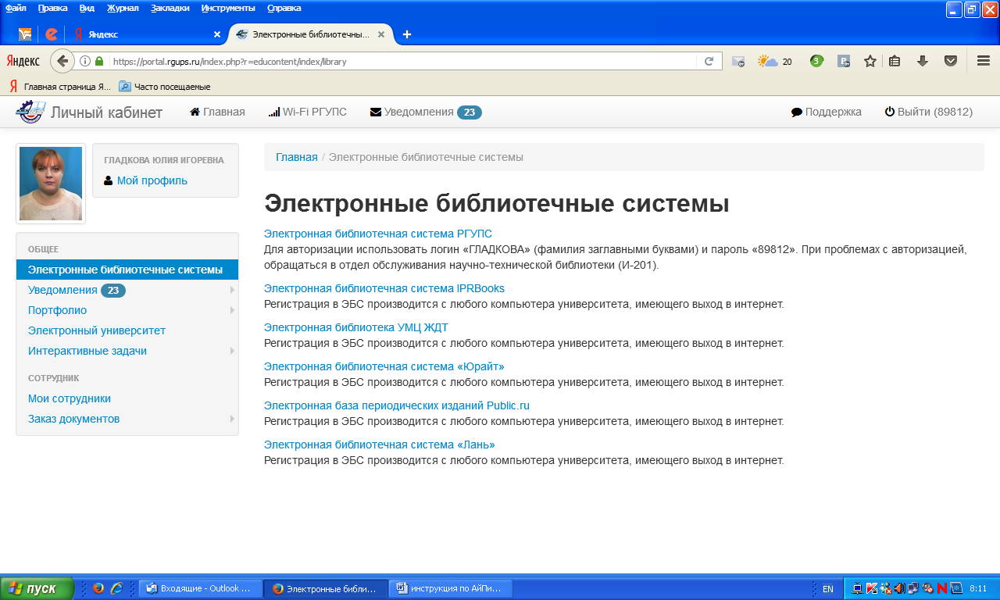 Файл Правка Вид Журнал Закладки Инструменты Справка
Яндекс
Электронные библиотечны...
Яндекс
https://portal.rgups.ru/index.php?r=educontent/index/library
20
3
Главная страница Я... Часто посещаемые
Личный кабинет Главная Wi-Fi РГУПС Уведомления 23 Поддержка Выйти (89812)
ГЛАДКОВА ЮЛИЯ ИГОРЕВНА
Мой профиль
ОБЩЕЕ
Электронные библиотечные системы
Уведомления 23
Портфолио
Электронный университет
Интерактивные задачи
СОТРУДНИК
Мои сотрудники
Заказ документов
Главная / Электронные библиотечные системы
Электронные библиотечные системы
Электронная библиотечная система РГУПС
Для авторизации использовать логин «ГЛАДКОВА» (фамилия заглавными буквами) и пароль «89812». При проблемах с авторизацией,
обращаться в отдел обслуживания научно-технической библиотеки (И-201).
Электронная библиотечная система IPRBooks
Регистрация в ЭБС производится с любого компьютера университета, имеющего выход в интернет.
Электронная библиотека УМЦ ЖДТ
Регистрация в ЭБС производится с любого компьютера университета, имеющего выход в интернет.
Электронная библиотечная система «Юрайт»
Регистрация в ЭБС производится с любого компьютера университета, имеющего выход в интернет.
Электронная база периодических изданий Public.ru
Регистрация в ЭБС производится с любого компьютера университета, имеющего выход в интернет.
Электронная библиотечная система «Лань»
Регистрация в ЭБС производится с любого компьютера университета, имеющего выход в интернет.
пуск
Входящие - Outlook ...
Электронные библи...
инструкция по АйПи...
EN
8:11